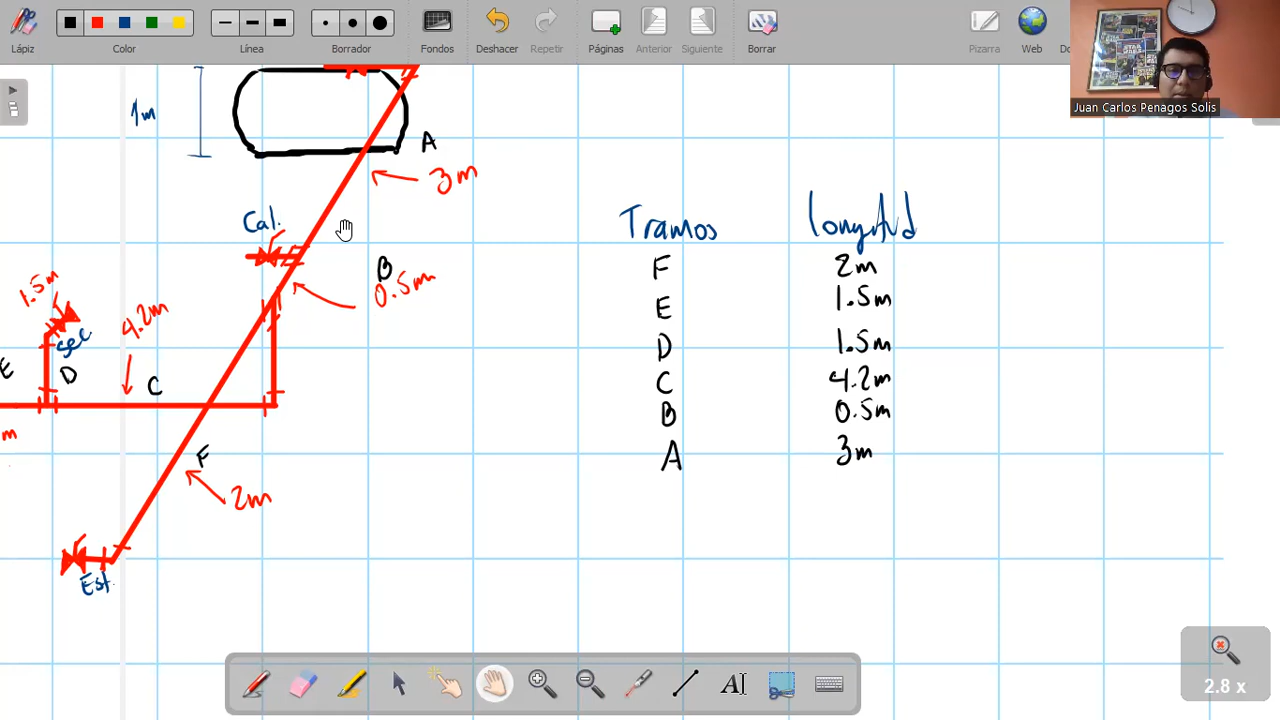 Lápiz
Color
Línea
Borrador
Fondos
Deshacer
Repetir
Páginas
Anterior
Siguiente
Borrar
Pizarra
Web
Juan Carlos Penagos Solis
1m
A
3m
Cal.
B
0.5m
1.5m
4.2m
sec
E
D
C
m
F
2m
Est.
Tramos longitud
F 2m
E 1.5m
D 1.5m
C 4.2m
B 0.5m
A 3m
2.8 x